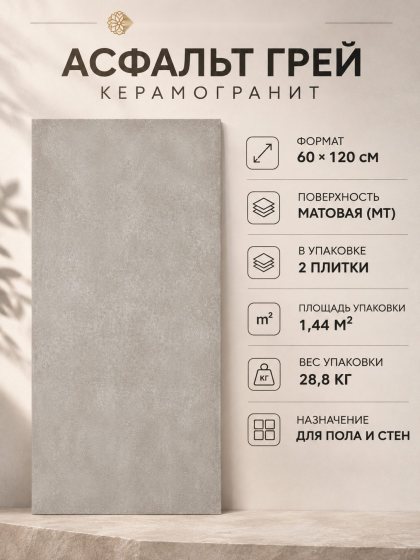 АСФАЛЬТ ГРЕЙ
КЕРАМОГРАНИТ
ФОРМАТ
60 × 120 СМ
ПОВЕРХНОСТЬ
МАТОВАЯ (МТ)
В УПАКОВКЕ
2 ПЛИТКИ
m²
ПЛОЩАДЬ УПАКОВКИ
1,44 М²
КГ
ВЕС УПАКОВКИ
28,8 КГ
НАЗНАЧЕНИЕ
ДЛЯ ПОЛА И СТЕН